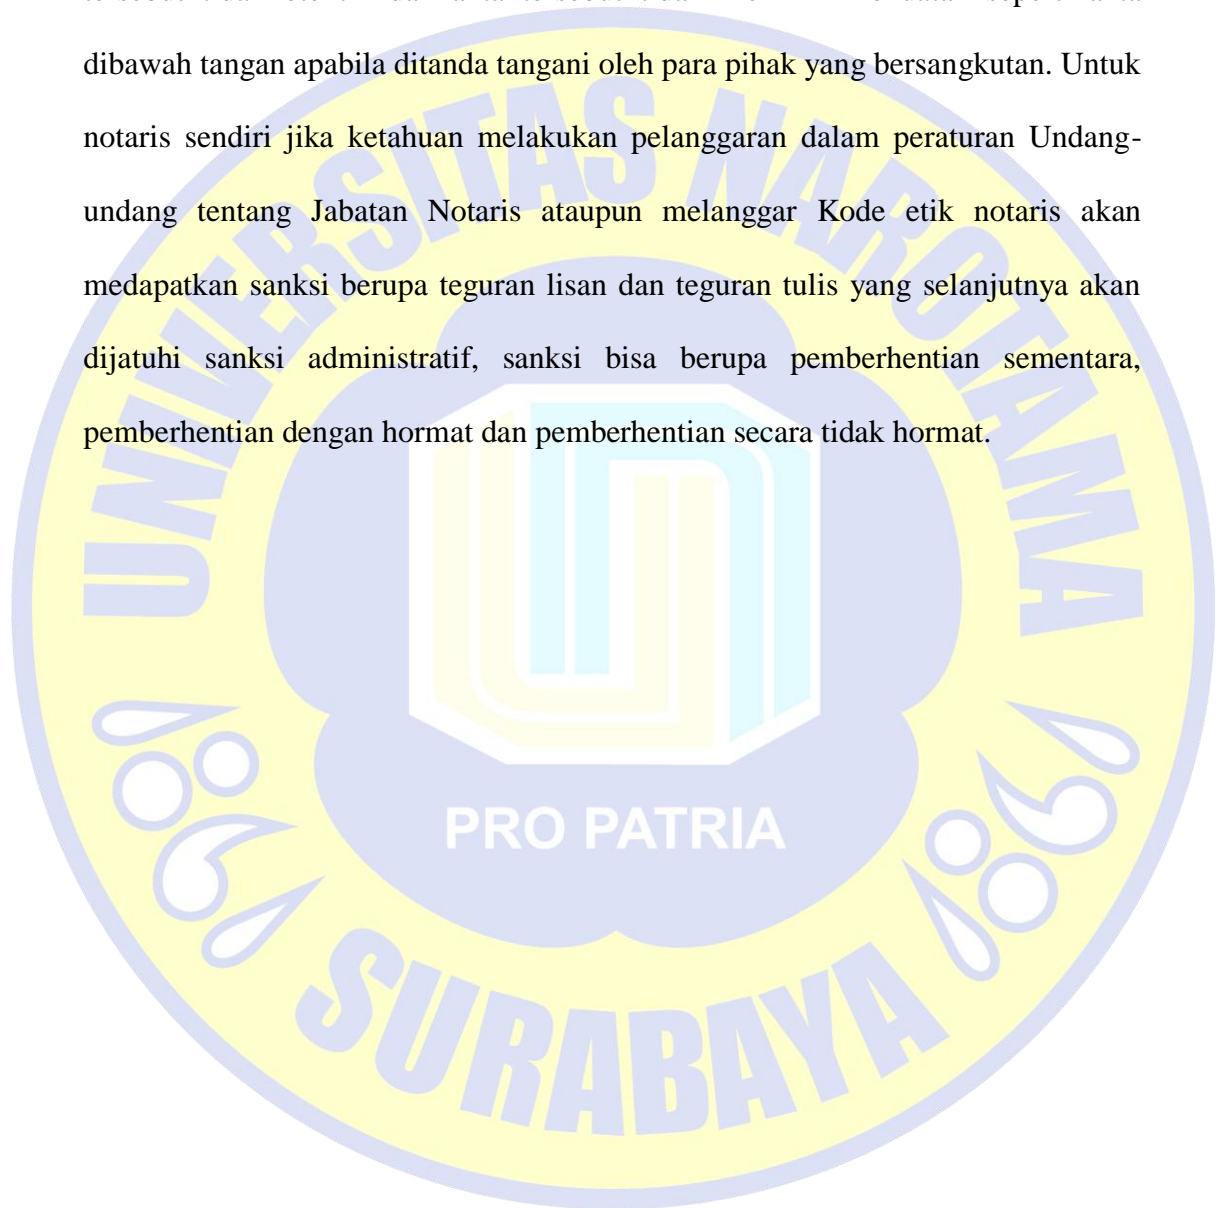 dibawah tangan apabila ditanda tangani oleh para pihak yang bersangkutan. Untuk
notaris sendiri jika ketahuan melakukan pelanggaran dalam peraturan Undang-
undang tentang Jabatan Notaris ataupun melanggar Kode etik notaris akan
medapatkan sanksi berupa teguran lisan dan teguran tulis yang selanjutnya akan
dijatuhi sanksi administratif, sanksi bisa berupa pemberhentian sementara,
pemberhentian dengan hormat dan pemberhentian secara tidak hormat.
UNIVERSITAS NAROTAMA
PRO PATRIA
SURABAYA